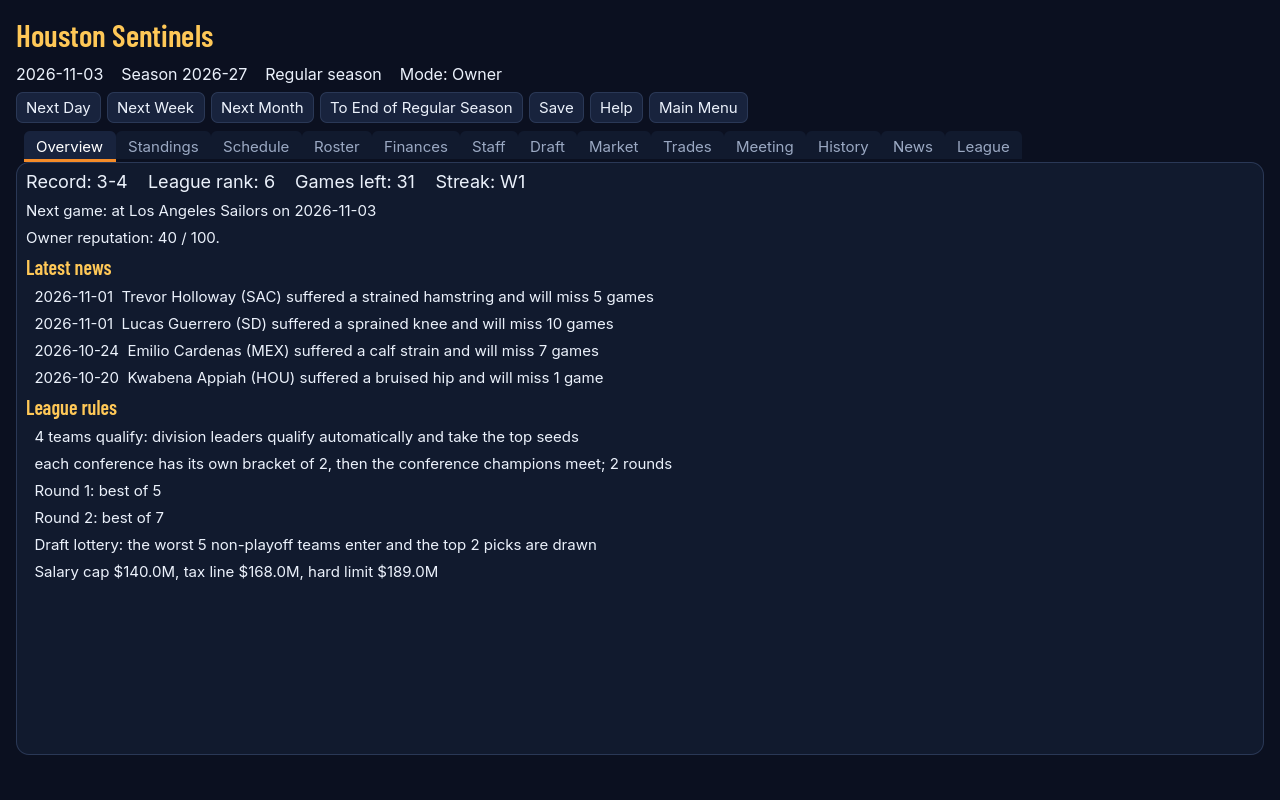 Houston Sentinels
2026-11-03 Season 2026-27 Regular season Mode: Owner
Next Day Next Week Next Month To End of Regular Season Save Help Main Menu
Overview Standings Schedule Roster Finances Staff Draft Market Trades Meeting History News League
Record: 3-4 League rank: 6 Games left: 31 Streak: W1
Next game: at Los Angeles Sailors on 2026-11-03
Owner reputation: 40 / 100.
Latest news
2026-11-01 Trevor Holloway (SAC) suffered a strained hamstring and will miss 5 games
2026-11-01 Lucas Guerrero (SD) suffered a sprained knee and will miss 10 games
2026-10-24 Emilio Cardenas (MEX) suffered a calf strain and will miss 7 games
2026-10-20 Kwabena Appiah (HOU) suffered a bruised hip and will miss 1 game
League rules
4 teams qualify: division leaders qualify automatically and take the top seeds
each conference has its own bracket of 2, then the conference champions meet; 2 rounds
Round 1: best of 5
Round 2: best of 7
Draft lottery: the worst 5 non-playoff teams enter and the top 2 picks are drawn
Salary cap $140.0M, tax line $168.0M, hard limit $189.0M